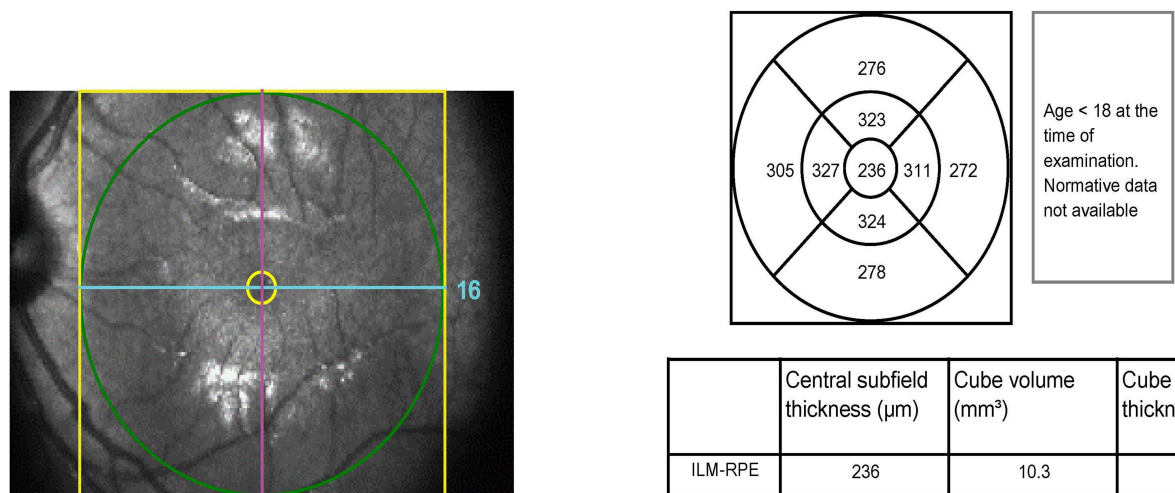 16
276
323
305 327 236 311 272
324
278
Age < 18 at the
time of
examination.
Normative data
not available
Central subfield
thickness (µm)
Cube volume
(mm³)
Cube
thickn
ILM-RPE 236 10.3